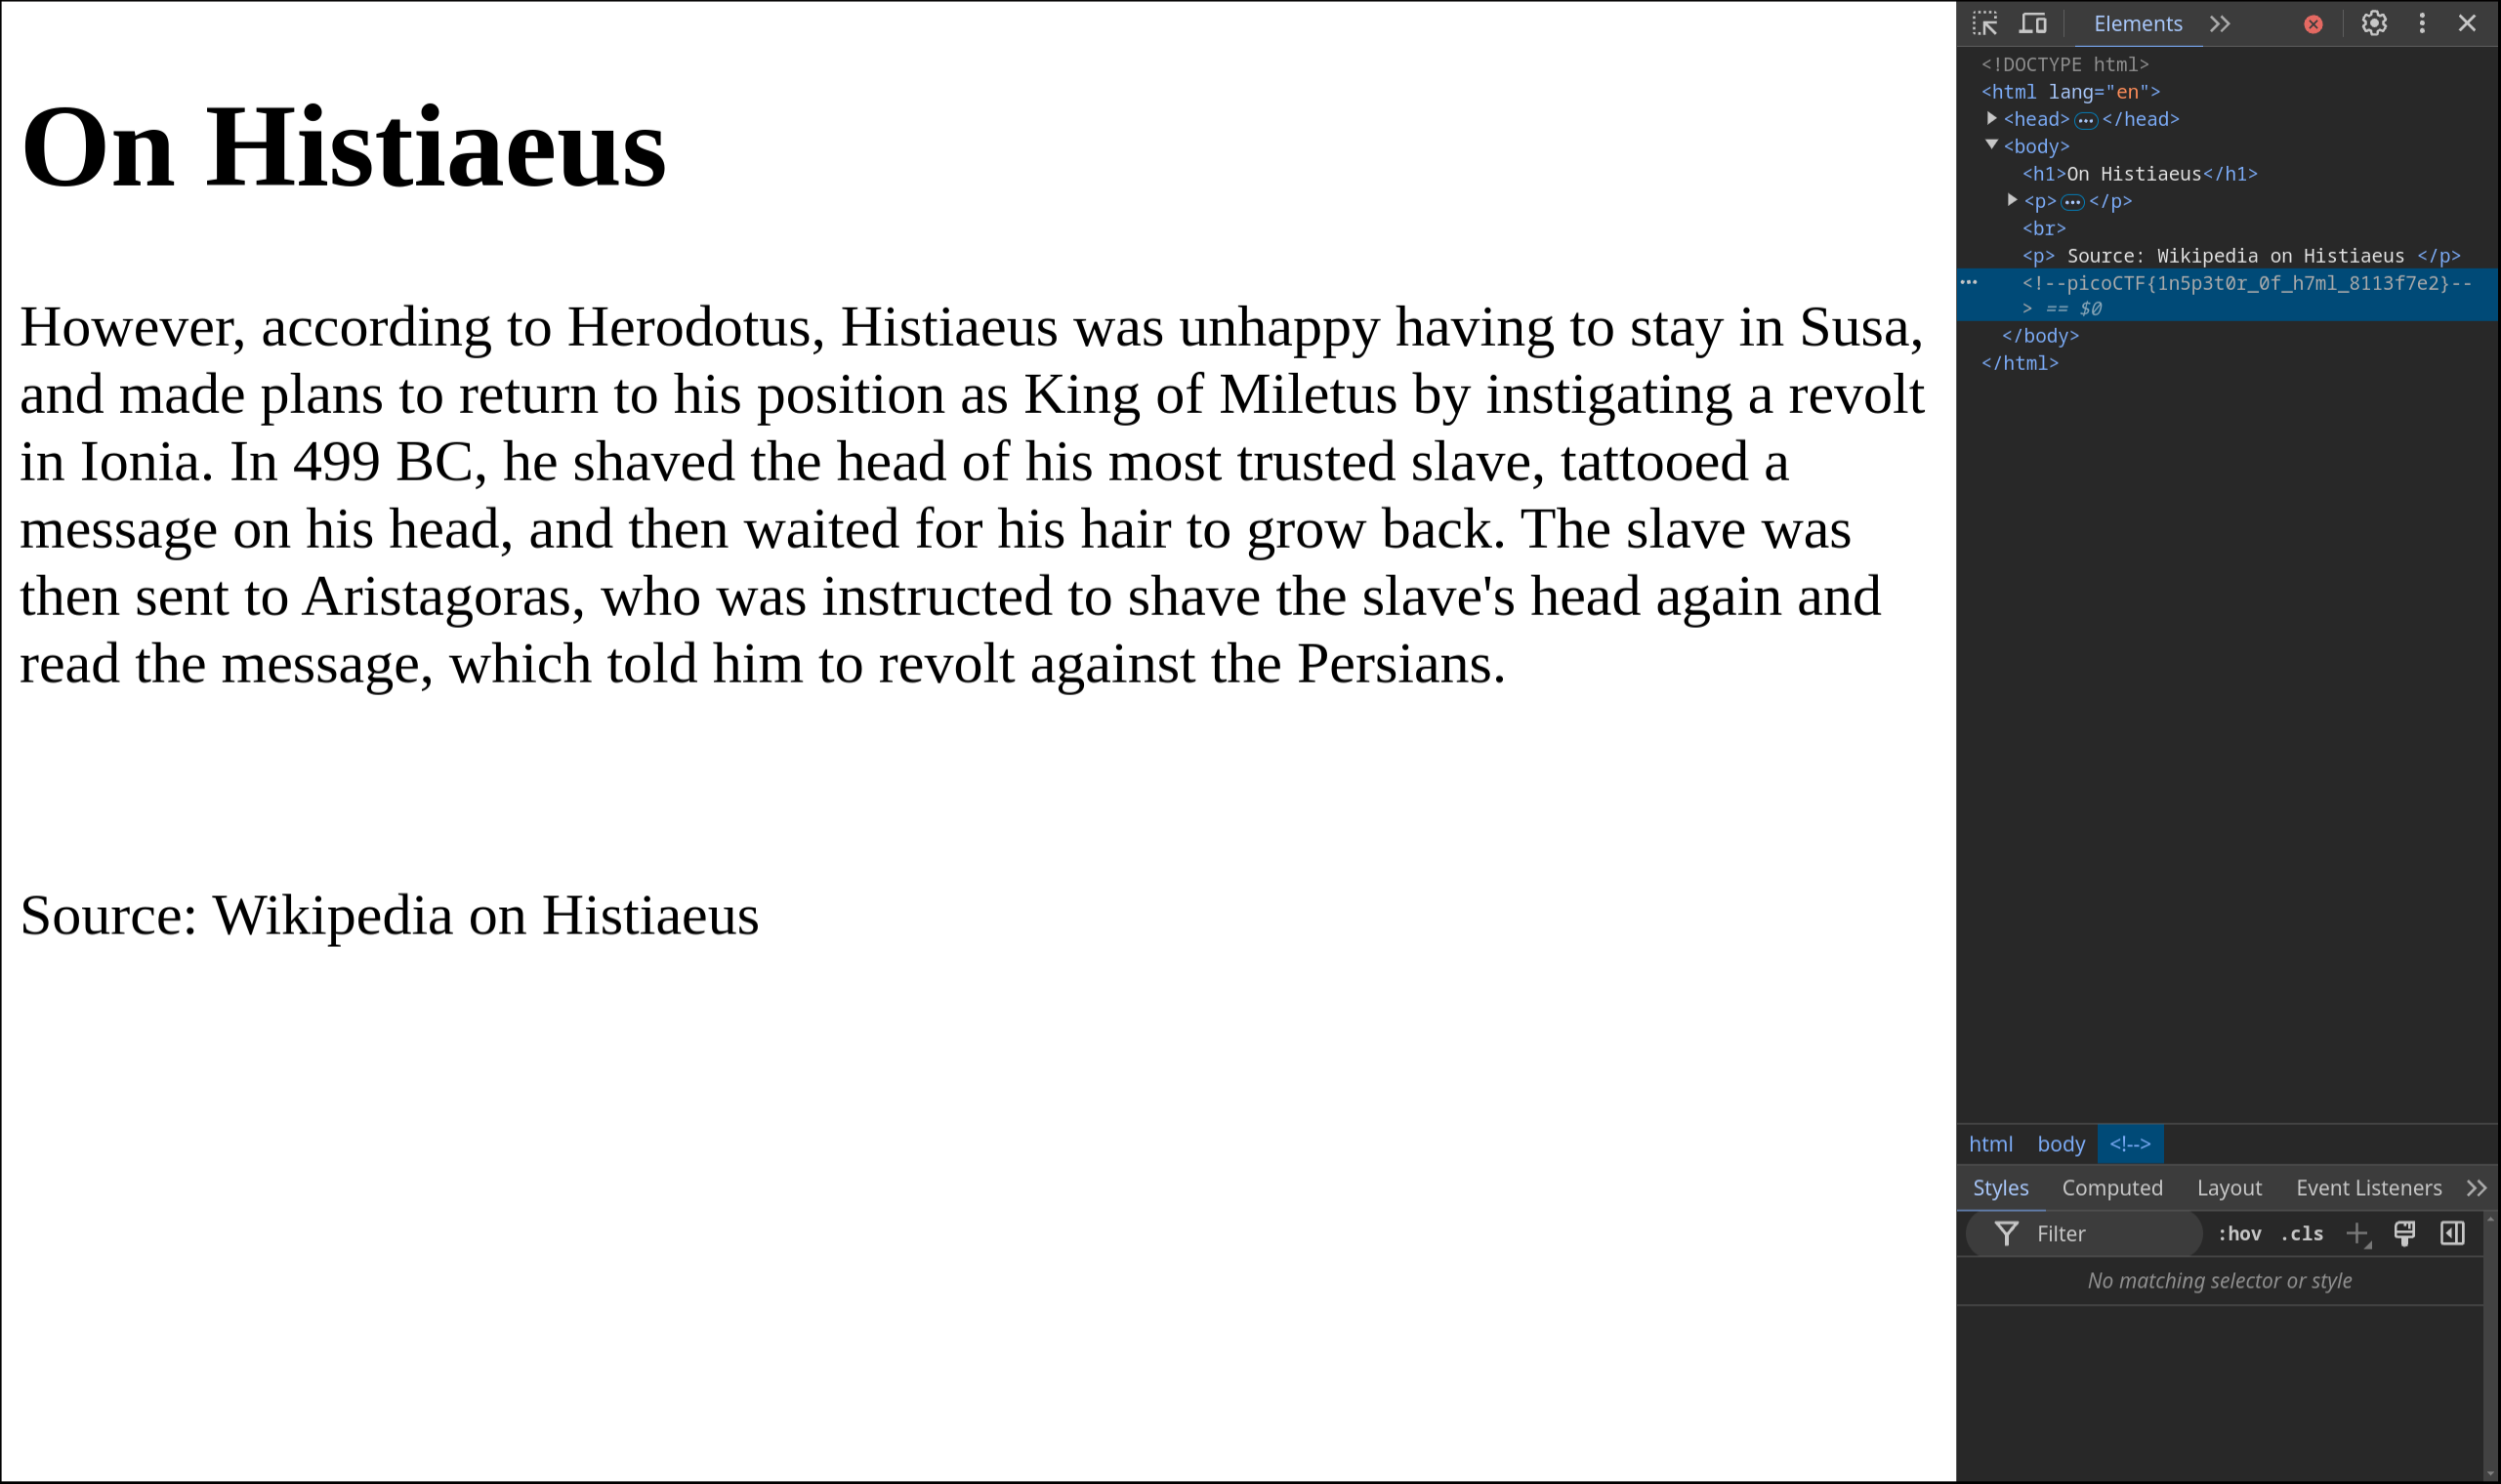 On Histiaeus
However, according to Herodotus, Histiaeus was unhappy having to stay in Susa,
and made plans to return to his position as King of Miletus by instigating a revolt
in Ionia. In 499 BC, he shaved the head of his most trusted slave, tattooed a
message on his head, and then waited for his hair to grow back. The slave was
then sent to Aristagoras, who was instructed to shave the slave's head again and
read the message, which told him to revolt against the Persians.
Source: Wikipedia on Histiaeus
Elements
<!DOCTYPE html>
<html lang="en">
<head>•••</head>
<body>
<h1>On Histiaeus</h1>
<p>•••</p>
<br>
<p> Source: Wikipedia on Histiaeus </p>
<!--picoCTF{1n5p3t0r_0f_h7ml_8113f7e2}--
> == $0
</body>
</html>
html body <!-->
Styles Computed Layout Event Listeners
Filter :hov .cls
No matching selector or style